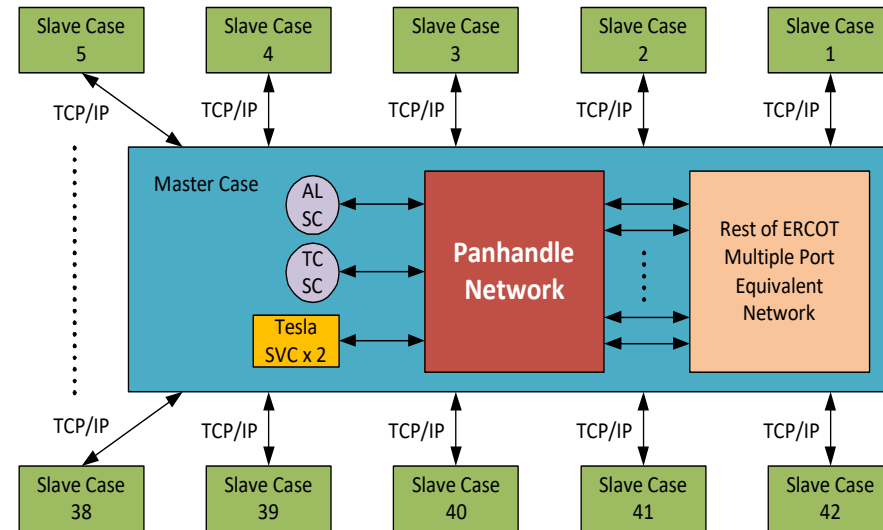 Slave Case
5
Slave Case
4
Slave Case
3
Slave Case
2
Slave Case
1
TCP/IP
TCP/IP
TCP/IP
TCP/IP
TCP/IP
Master Case
AL
SC
TC
SC
Tesla
SVC x 2
Panhandle
Network
Rest of ERCOT
Multiple Port
Equivalent
Network
TCP/IP
TCP/IP
TCP/IP
TCP/IP
TCP/IP
Slave Case
38
Slave Case
39
Slave Case
40
Slave Case
41
Slave Case
42